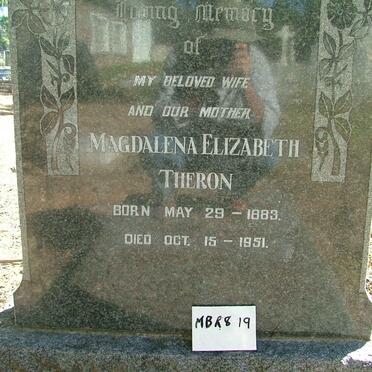 Loving Memory
of
MY BELOVED WIFE
AND OUR MOTHER
MAGDALENA ELIZABETH
THERON
BORN MAY 29 - 1883.
DIED OCT. 15 - 1951.
MBR8 19